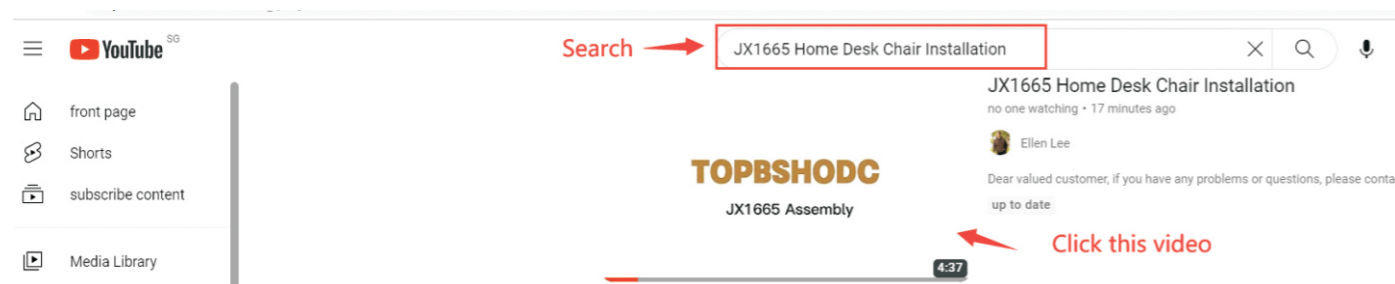 YouTube SG
Search
JX1665 Home Desk Chair Installation
JX1665 Home Desk Chair Installation
no one watching • 17 minutes ago
Ellen Lee
Dear valued customer, if you have any problems or questions, please conta
up to date
front page
Shorts
subscribe content
Media Library
TOPBSHODC
JX1665 Assembly
Click this video
4:37